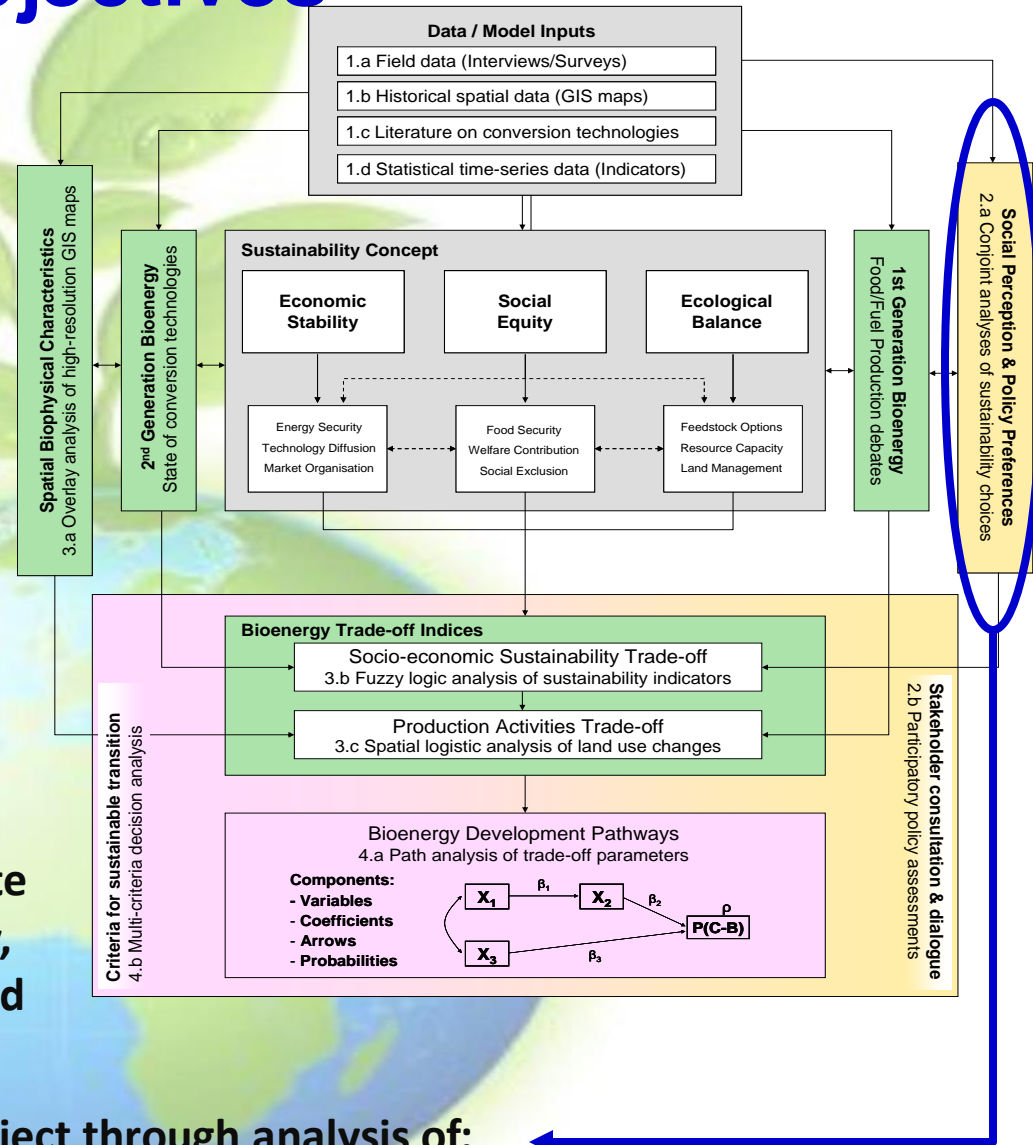 Data / Model Inputs
1.a Field data (Interviews/Surveys)
1.b Historical spatial data (GIS maps)
1.c Literature on conversion technologies
1.d Statistical time-series data (Indicators)
Spatial Biophysical Characteristics
3.a Overlay analysis of high-resolution GIS maps
2nd Generation Bioenergy
State of conversion technologies
Sustainability Concept
Economic
Stability
Social
Equity
Ecological
Balance
Energy Security
Technology Diffusion
Market Organisation
Food Security
Welfare Contribution
Social Exclusion
Feedstock Options
Resource Capacity
Land Management
1st Generation Bioenergy
Food/Fuel Production debates
Social Perception & Policy Preferences
2.a Conjoint analyses of sustainability choices
Bioenergy Trade-off Indices
Socio-economic Sustainability Trade-off
3.b Fuzzy logic analysis of sustainability indicators
Production Activities Trade-off
3.c Spatial logistic analysis of land use changes
Criteria for sustainable transition
4.b Multi-criteria decision analysis
Stakeholder consultation & dialogue
2.b Participatory policy assessments
Bioenergy Development Pathways
4.a Path analysis of trade-off parameters
Components:
- Variables
- Coefficients
- Arrows
- Probabilities
X1 β1 X2 β2 ρ
P(C-B)
X3 β3
through analysis of: